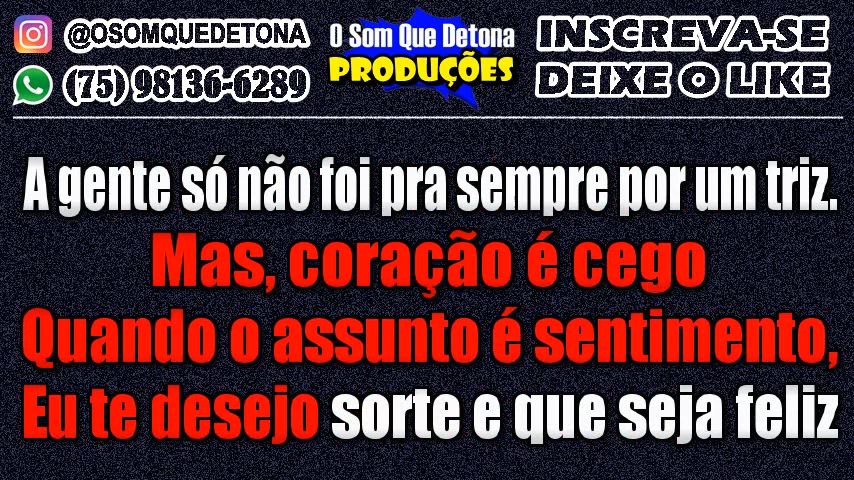 @OSOMQUEDETONA
(75) 98136-6289
O Som Que Detona
PRODUÇÕES
INSCREVA-SE
DEIXE O LIKE
A gente só não foi pra sempre por um triz.
Mas, coração é cego
Quando o assunto é sentimento,
Eu te desejo sorte e que seja feliz